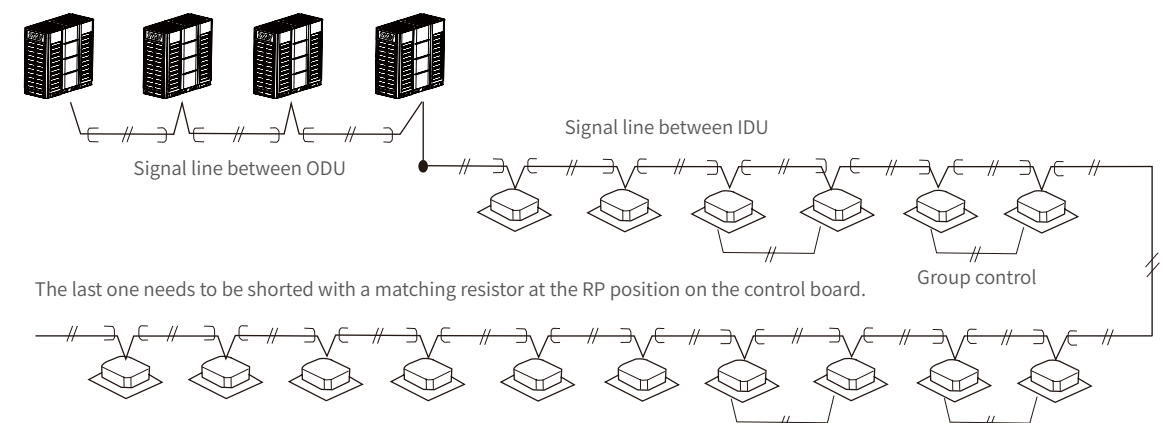 Signal line between IDU
Signal line between ODU
Group control
The last one needs to be shorted with a matching resistor at the RP position on the control board.